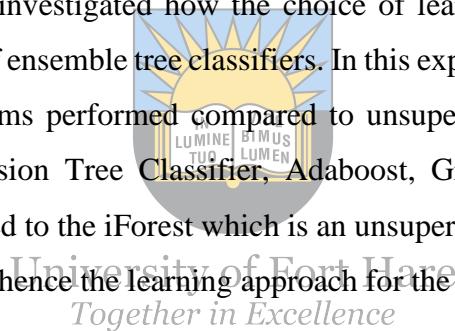 investigated how the choice of lear
f ensemble tree classifiers. In this exp
ms performed compared to unsupe
LUMINE BIMUS
TUO LUMEN
sion Tree Classifier, Adaboost, G
ed to the iForest which is an unsuper
University of Fort Hare
hence the learning approach for the
Together in Excellence